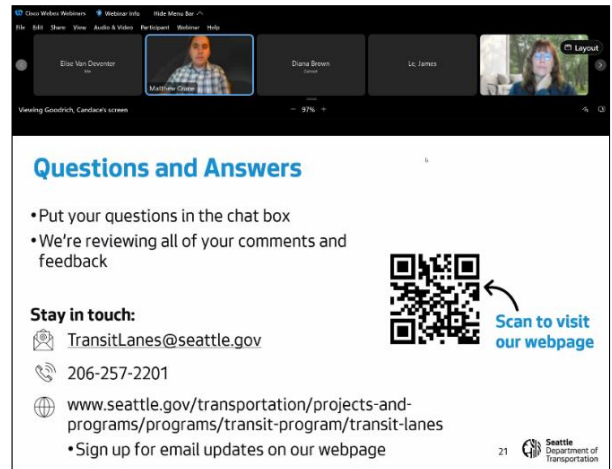 Cisco Webex Webinars Webinar Info Hide Menu Bar
File Edit Share View Audio & Video Participant Webinar Help
Elise Van Deventer
Me
Matthew Crane
Diana Brown
Le, James
Layout
Viewing Goodrich, Candace's screen
97%
Questions and Answers
•Put your questions in the chat box
•We're reviewing all of your comments and
feedback
Scan to visit
our webpage
Stay in touch:
TransitLanes@seattle.gov
206-257-2201
www.seattle.gov/transportation/projects-and-
programs/programs/transit-program/transit-lanes
•Sign up for email updates on our webpage
21
Seattle
Department of
Transportation